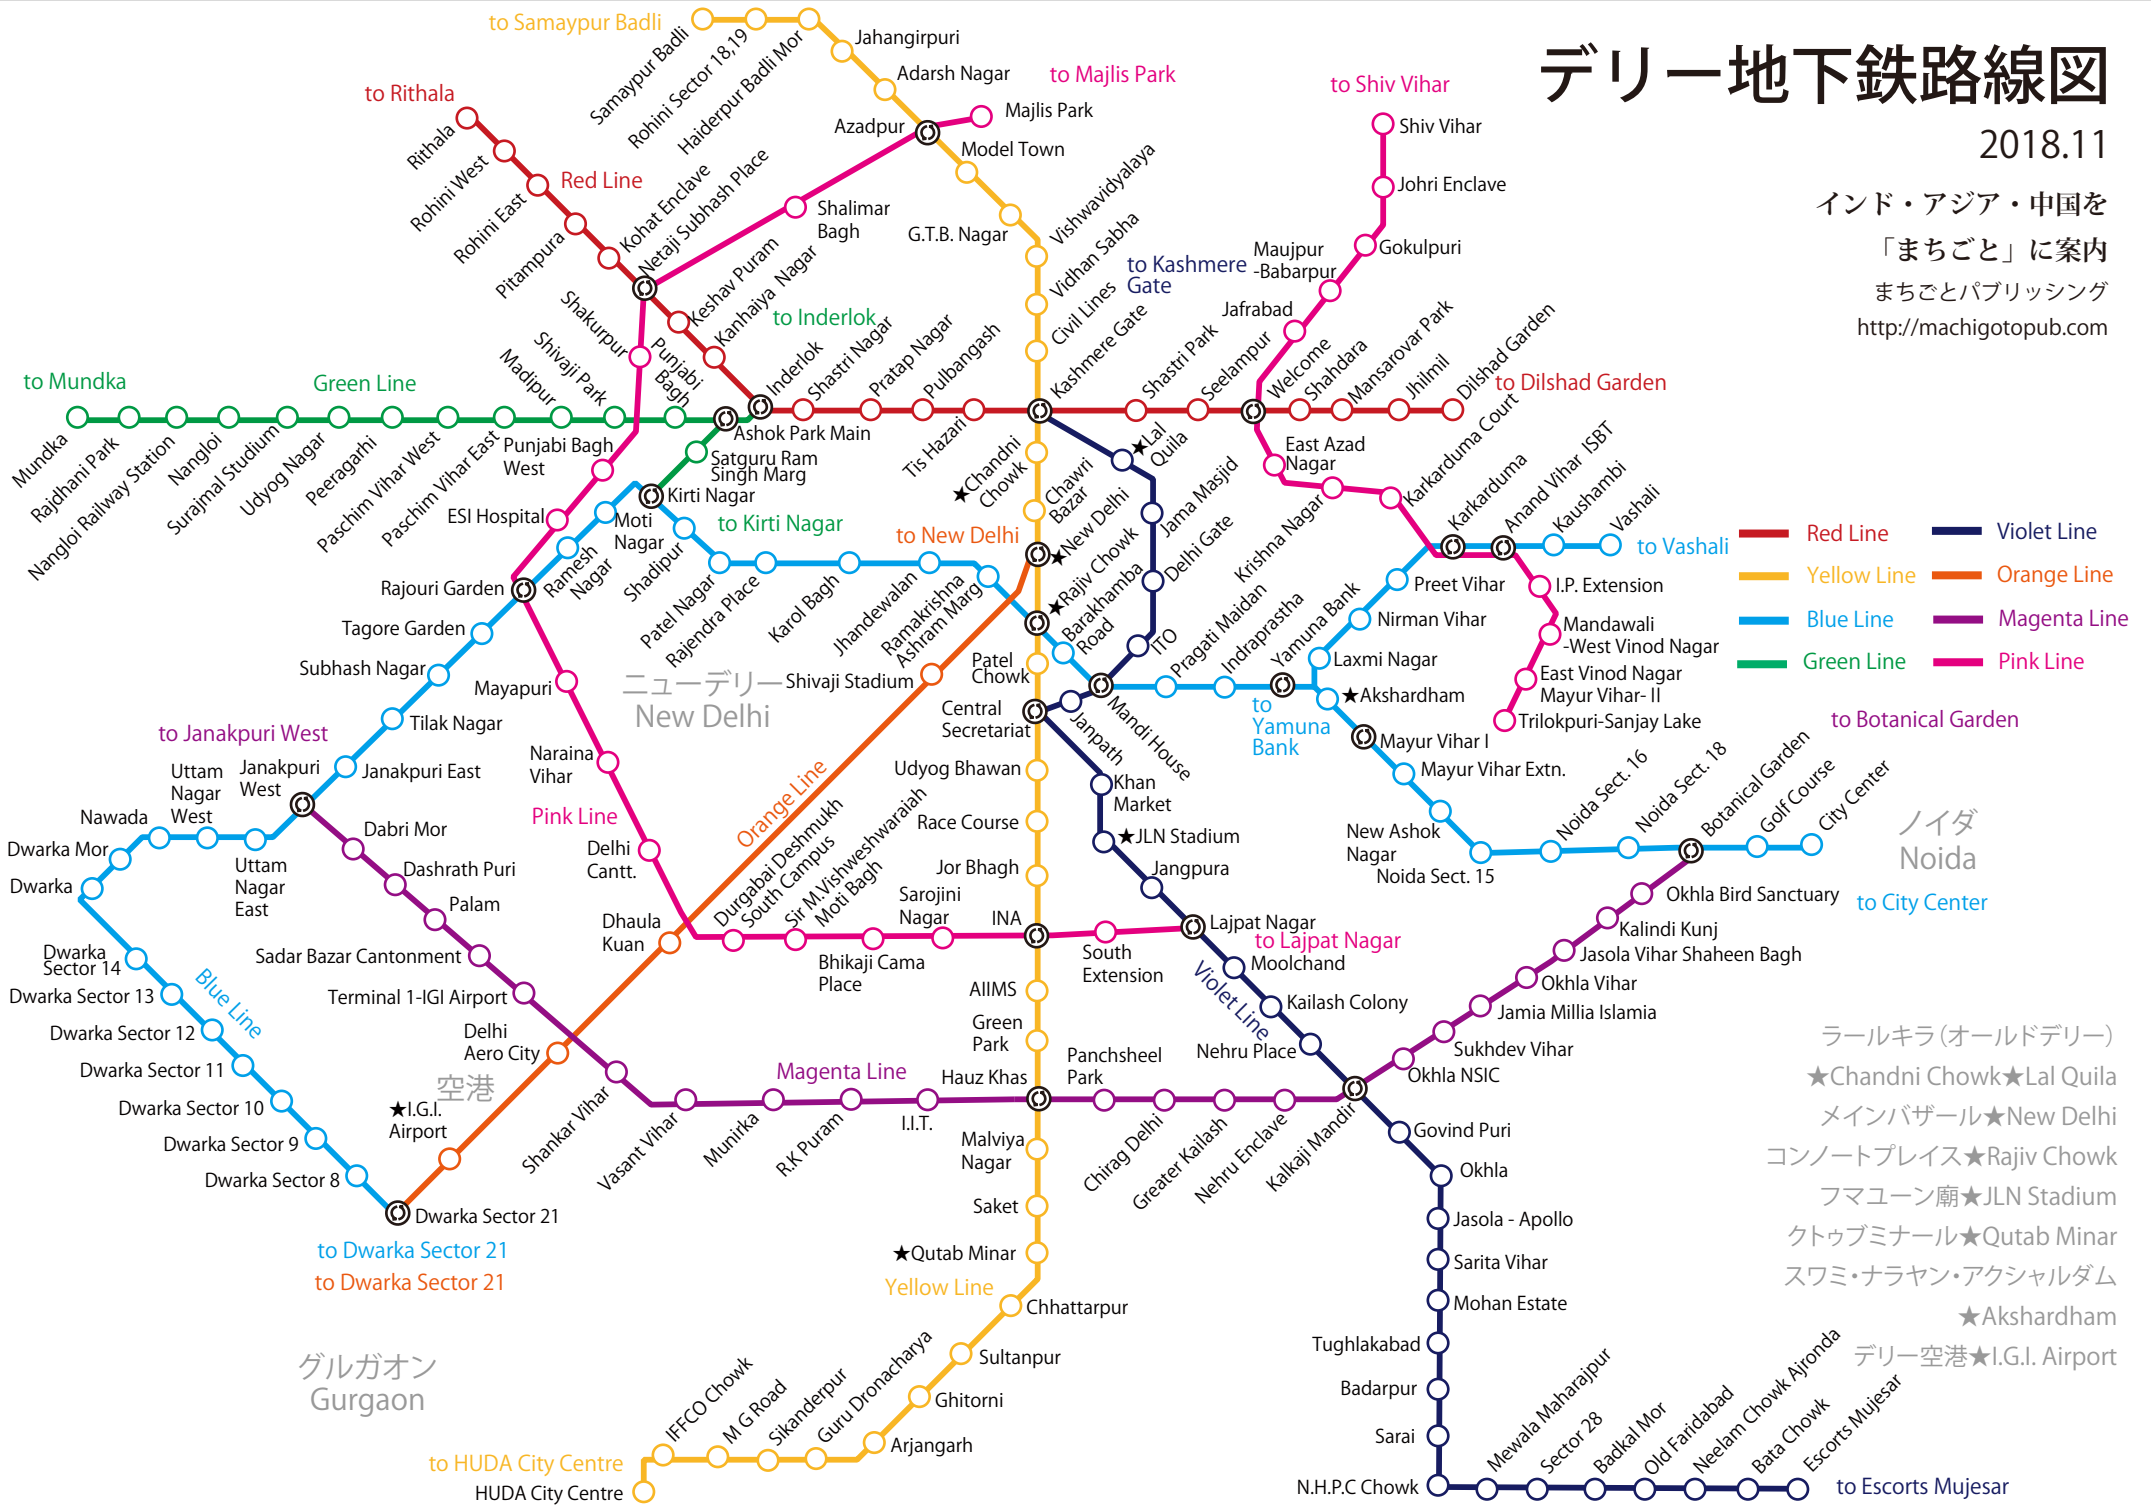 デリー地下鉄路線図
2018.11
インド・アジア・中国を
「まちごと」に案内
まちごとパブリッシング
http://machigotopub.com
to Samaypur Badli
Samaypur Badli
Rohini Sector 18,19
Haiderpur Badli Mor
Jahangirpuri
Adarsh Nagar
to Majlis Park
Majlis Park
Azadpur
Model Town
G.T.B. Nagar
Vishwavidyalaya
Vidhan Sabha
Civil Lines
Kashmere Gate
to Kashmere
Gate
to Rithala
Rithala
Rohini West
Rohini East
Red Line
Pitampura
Kohat Enclave
Netaji Subhash Place
Shalimar
Bagh
Keshav Puram
Kanhaiya Nagar
to Inderlok
Inderlok
Shastri Nagar
Pratap Nagar
Pulbangash
Tis Hazari
Shastri Park
Seelampur
Welcome
Shahdara
Mansarovar Park
Jhilmil
Dilshad Garden
to Dilshad Garden
to Shiv Vihar
Shiv Vihar
Johri Enclave
Gokulpuri
Maujpur
-Babarpur
Jafrabad
East Azad
Nagar
Krishna Nagar
Karkarduma Court
Karkarduma
Anand Vihar ISBT
Kaushambi
Vashali
to Vashali
I.P. Extension
Mandawali
-West Vinod Nagar
East Vinod Nagar
Mayur Vihar- II
Trilokpuri-Sanjay Lake
Red Line
Yellow Line
Blue Line
Green Line
Violet Line
Orange Line
Magenta Line
Pink Line
to Mundka
Green Line
Mundka
Rajdhani Park
Nangloi Railway Station
Nangloi
Surajmal Studium
Udyog Nagar
Peeragarhi
Paschim Vihar West
Paschim Vihar East
Madipur
Shivaji Park
Shakurpur
Punjabi
Bagh
Punjabi Bagh
West
Ashok Park Main
Satguru Ram
Singh Marg
Kirti Nagar
to Kirti Nagar
ESI Hospital
Moti
Nagar
Ramesh
Nagar
Rajouri Garden
Shadipur
Patel Nagar
Rajendra Place
Karol Bagh
Jhandewalan
Ramakrishna
Ashram Marg
to New Delhi
★New Delhi
★Chandni
Chowk
Chawri
Bazar
★Rajiv Chowk
Barakhamba
Road
★Lal
Quila
Jama Masjid
Delhi Gate
ITO
Mandi House
Janpath
Patel
Chowk
Central
Secretariat
Pragati Maidan
Indraprastha
Yamuna Bank
to
Yamuna
Bank
Laxmi Nagar
Nirman Vihar
Preet Vihar
★Akshardham
Mayur Vihar I
Mayur Vihar Extn.
New Ashok
Nagar
Noida Sect. 15
Noida Sect. 16
Noida Sect. 18
Botanical Garden
Golf Course
City Center
to Botanical Garden
ノイダ
Noida
to City Center
Tagore Garden
Subhash Nagar
Tilak Nagar
Janakpuri East
to Janakpuri West
Janakpuri
West
Uttam
Nagar
West
Uttam
Nagar
East
Nawada
Dwarka Mor
Dwarka
Dwarka
Sector 14
Dwarka Sector 13
Dwarka Sector 12
Dwarka Sector 11
Dwarka Sector 10
Dwarka Sector 9
Dwarka Sector 8
Dwarka Sector 21
Blue Line
to Dwarka Sector 21
to Dwarka Sector 21
ニューデリー
New Delhi
Shivaji Stadium
Orange Line
Dhaula
Kuan
Delhi
Aero City
空港
★I.G.I.
Airport
Mayapuri
Naraina
Vihar
Pink Line
Delhi
Cantt.
Durgabai Deshmukh
South Campus
Sir M.Vishweshwaraiah
Moti Bagh
Bhikaji Cama
Place
Sarojini
Nagar
INA
South
Extension
Lajpat Nagar
to Lajpat Nagar
Udyog Bhawan
Race Course
Jor Bhagh
AIIMS
Green
Park
Hauz Khas
Malviya
Nagar
Saket
★Qutab Minar
Yellow Line
Chhattarpur
Sultanpur
Ghitorni
Arjangarh
Guru Dronacharya
Sikanderpur
M G Road
IFFCO Chowk
to HUDA City Centre
HUDA City Centre
グルガオン
Gurgaon
Dabri Mor
Dashrath Puri
Palam
Sadar Bazar Cantonment
Terminal 1-IGI Airport
Shankar Vihar
Magenta Line
Vasant Vihar
Munirka
R.K Puram
I.I.T.
Panchsheel
Park
Chirag Delhi
Greater Kailash
Nehru Enclave
Kalkaji Mandir
Okhla NSIC
Sukhdev Vihar
Jamia Millia Islamia
Okhla Vihar
Jasola Vihar Shaheen Bagh
Kalindi Kunj
Okhla Bird Sanctuary
Khan
Market
★JLN Stadium
Jangpura
Moolchand
Violet Line
Kailash Colony
Nehru Place
Govind Puri
Okhla
Jasola - Apollo
Sarita Vihar
Mohan Estate
Tughlakabad
Badarpur
Sarai
N.H.P.C Chowk
Mewala Maharajpur
Sector 28
Badkal Mor
Old Faridabad
Neelam Chowk Ajronda
Bata Chowk
Escorts Mujesar
to Escorts Mujesar
ラールキラ（オールドデリー）
★Chandni Chowk★Lal Quila
メインバザール★New Delhi
コンノートプレイス★Rajiv Chowk
フマユーン廟★JLN Stadium
クトゥブミナール★Qutab Minar
スワミ・ナラヤン・アクシャルダム
★Akshardham
デリー空港★I.G.I. Airport